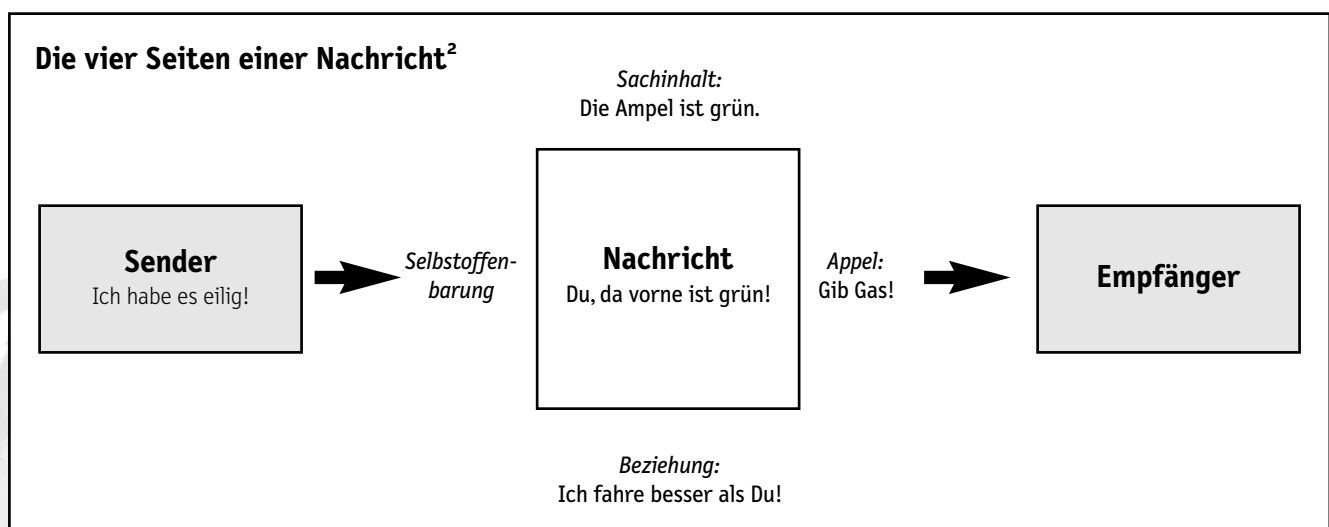 Die vier Seiten einer Nachricht²
Sachinhalt:
Die Ampel ist grün.
Sender
Ich habe es eilig!
Selbstoffen-
barung
Nachricht
Du, da vorne ist grün!
Appel:
Gib Gas!
Empfänger
Beziehung:
Ich fahre besser als Du!